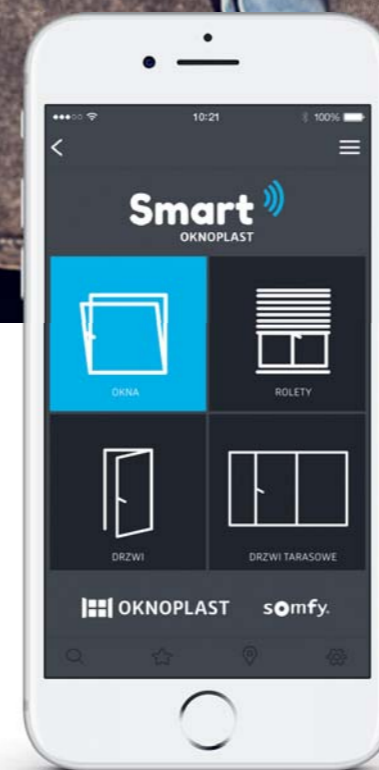 10:21 100%
Smart
OKNOPLAST
OKNA ROLETY
DRZWI DRZWI TARASOWE
OKNOPLAST somfy.